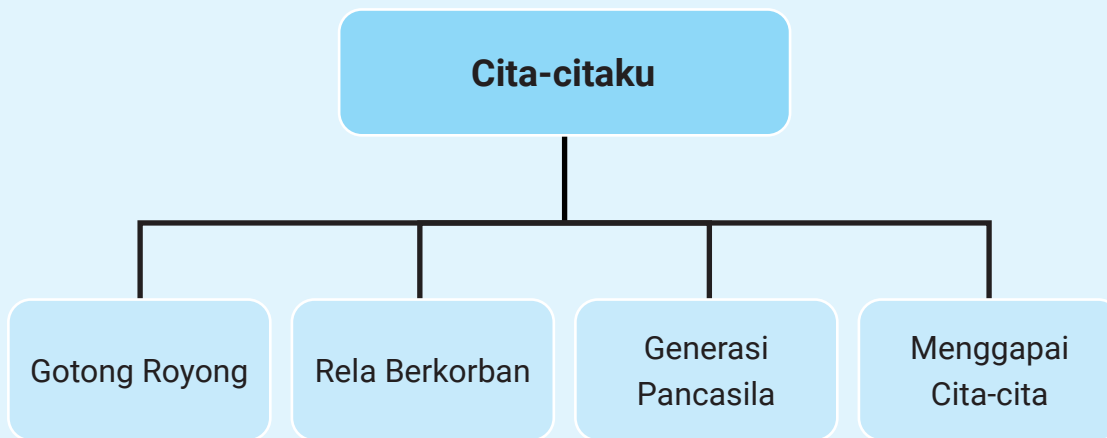 Cita-citaku
Gotong Royong
Rela Berkorban
Generasi
Pancasila
Menggapai
Cita-cita